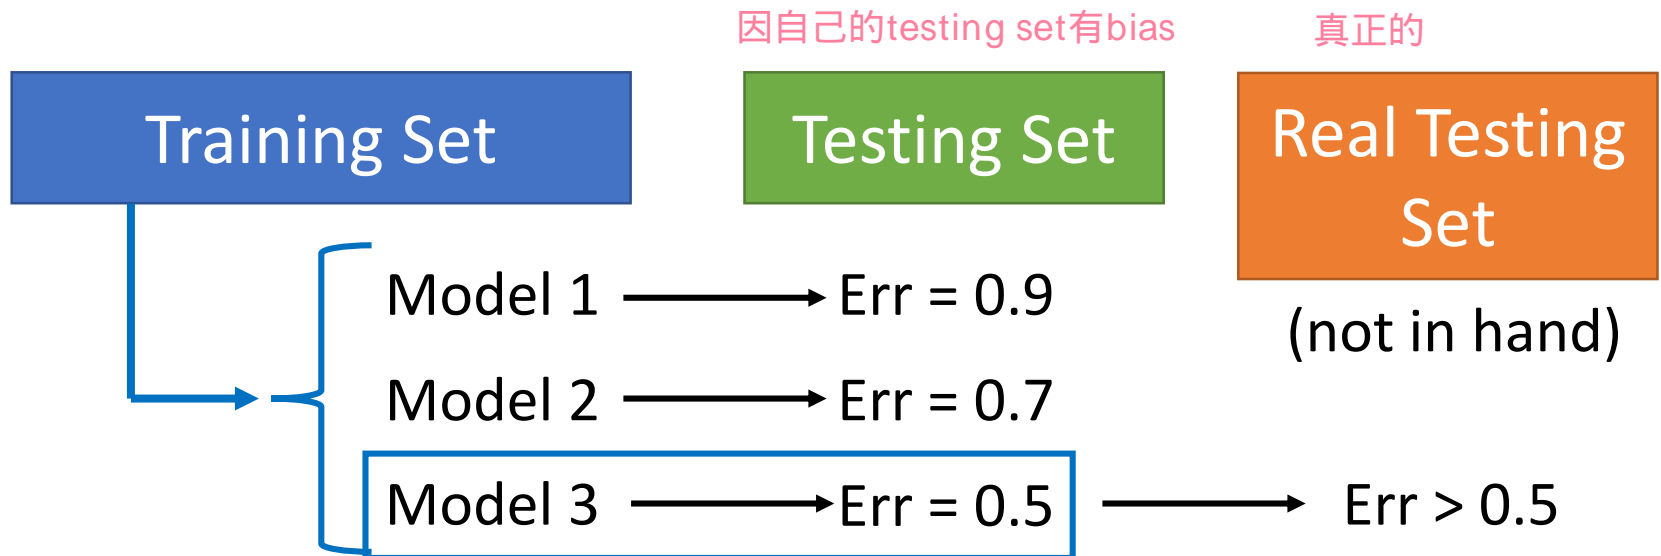 因自己的testing set有bias
真正的
Training Set
Testing Set
Real Testing
Set
(not in hand)
Model 1
Err = 0.9
Model 2
Err = 0.7
Model 3
Err = 0.5
Err > 0.5